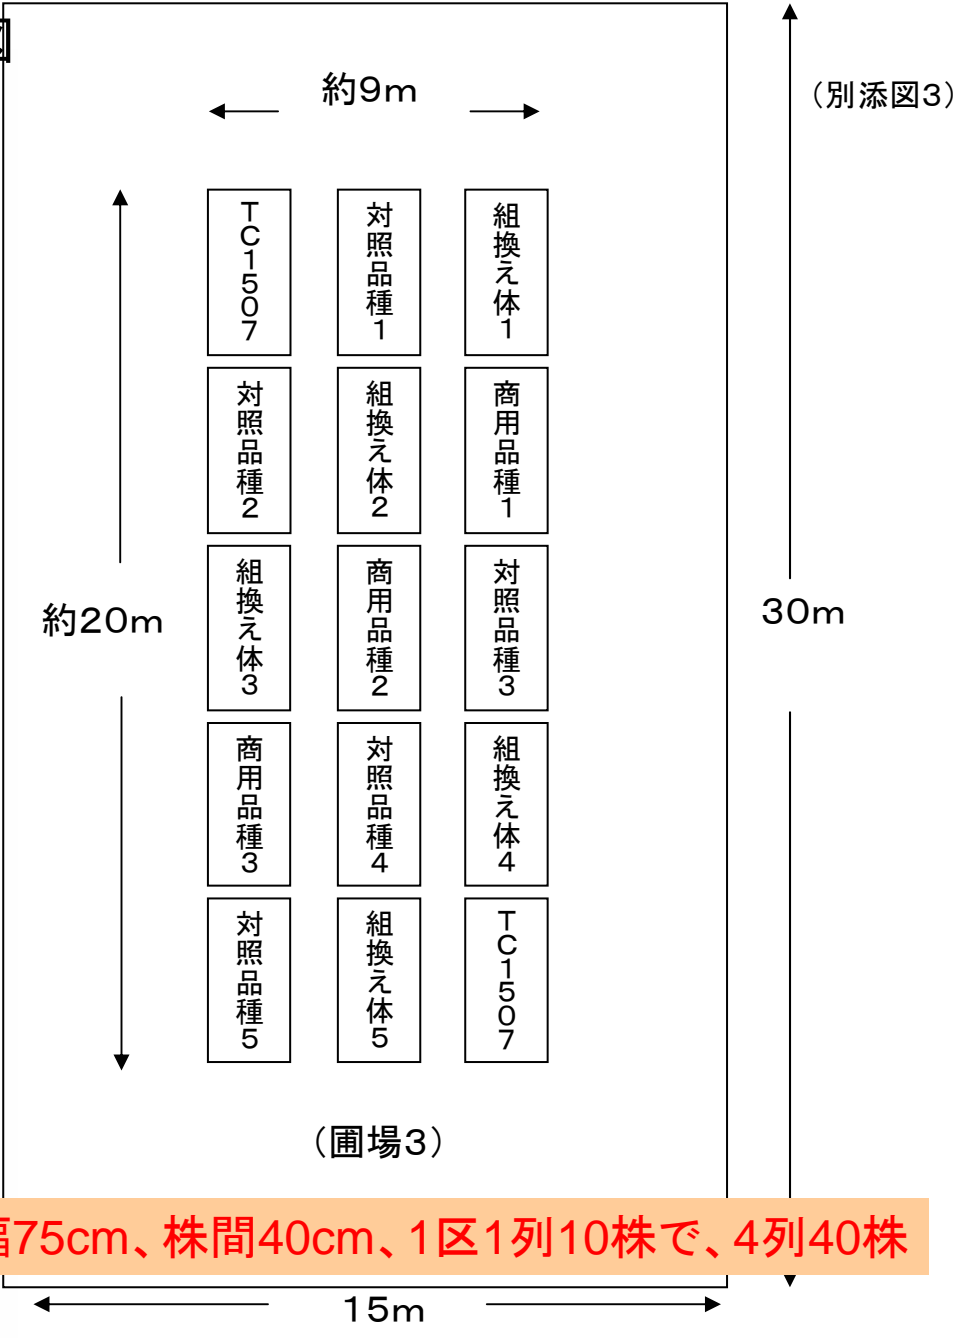 約9m
(別添図3)
TC1507
対照品種1
組換え体1
対照品種2
組換え体2
商用品種1
組換え体3
商用品種2
対照品種3
商用品種3
対照品種4
組換え体4
対照品種5
組換え体5
TC1507
約20m
30m
(圃場3)
75cm、株間40cm、1区1列10株で、4列40株
15m